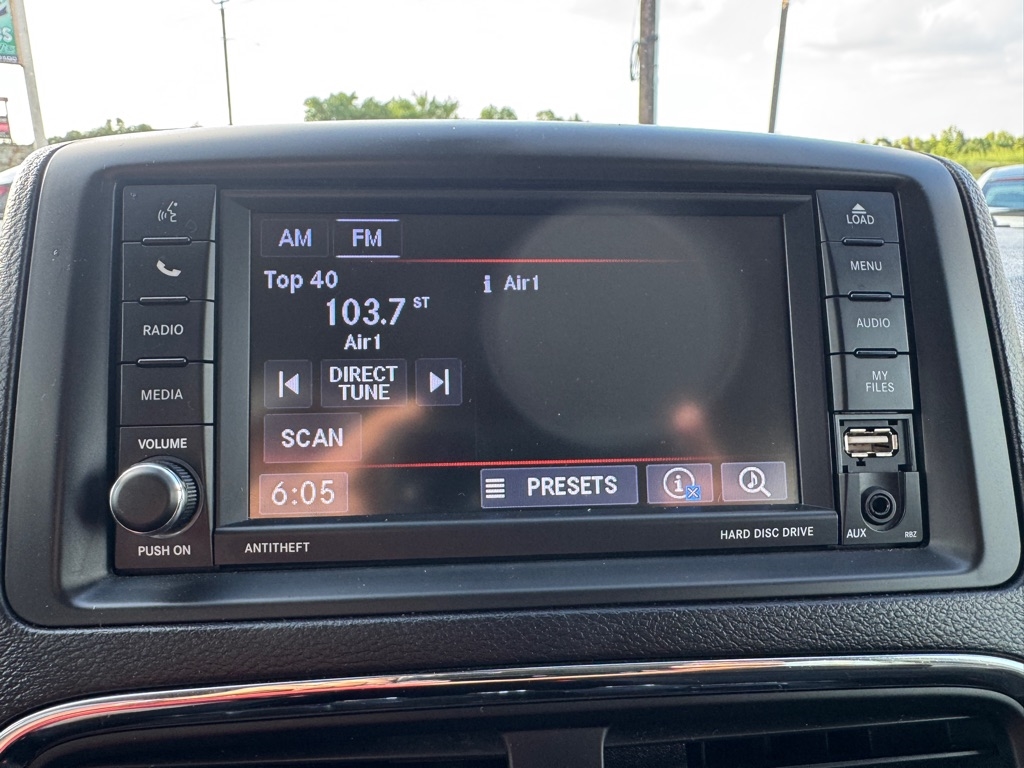 AM
FM
Top 40
103.7 ST
Air1
i Air1
DIRECT
TUNE
SCAN
6:05
PRESETS
i
RADIO
MEDIA
VOLUME
PUSH ON
ANTITHEFT
HARD DISC DRIVE
LOAD
MENU
AUDIO
MY
FILES
AUX
RBZ